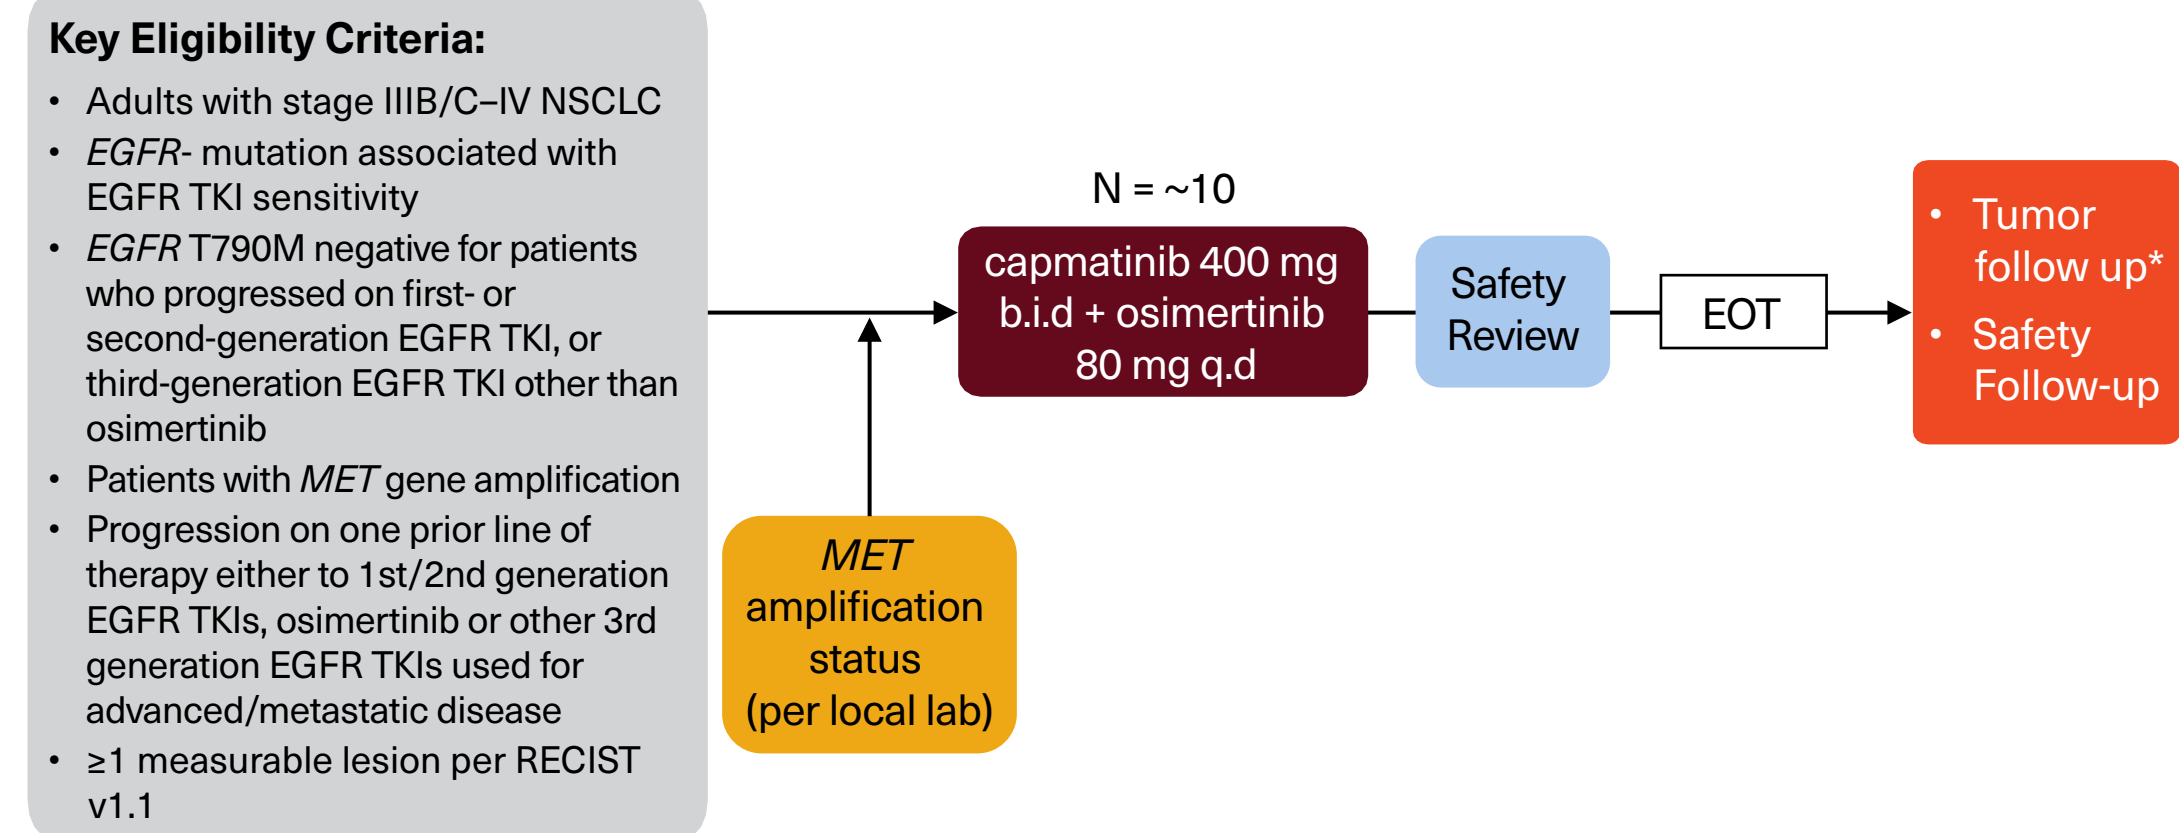 Key Eligibility Criteria:
• Adults with stage IIIB/C–IV NSCLC
• EGFR- mutation associated with
EGFR TKI sensitivity
• EGFR T790M negative for patients
who progressed on first- or
second-generation EGFR TKI, or
third-generation EGFR TKI other than
osimertinib
• Patients with MET gene amplification
• Progression on one prior line of
therapy either to 1st/2nd generation
EGFR TKIs, osimertinib or other 3rd
generation EGFR TKIs used for
advanced/metastatic disease
• ≥1 measurable lesion per RECIST
v1.1
MET
amplification
status
(per local lab)
N = ~10
capmatinib 400 mg
b.i.d + osimertinib
80 mg q.d
Safety
Review
EOT
• Tumor
follow up*
• Safety
Follow-up